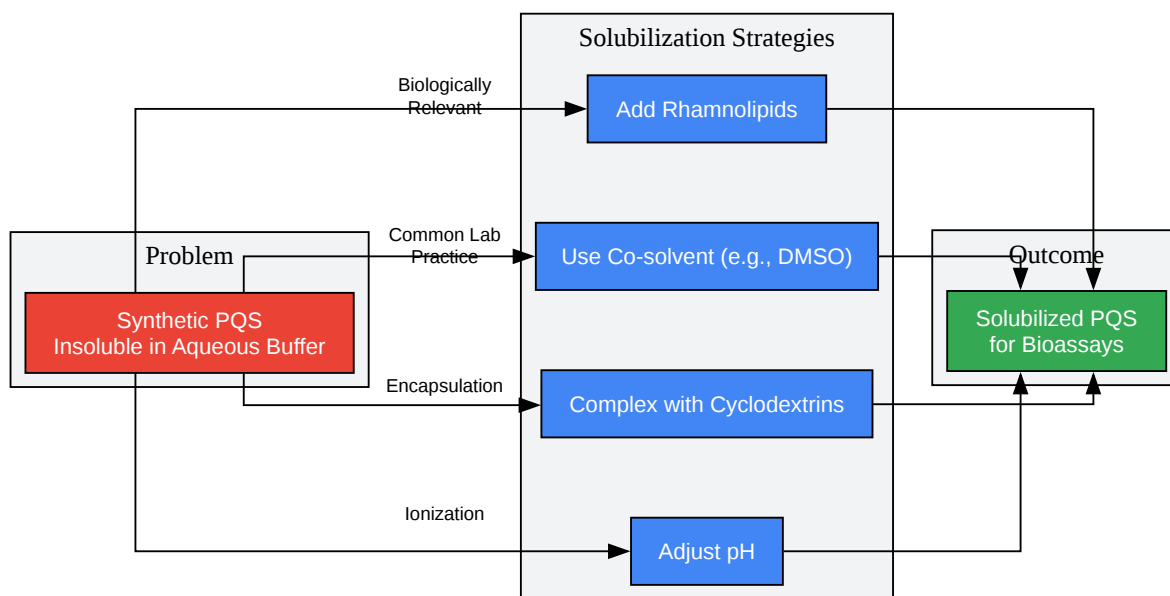 Solubilization Strategies
Biologically
Relevant
Add Rhamnolipids
Common Lab
Practice
Use Co-solvent (e.g., DMSO)
Problem
Outcome
Synthetic PQS
Insoluble in Aqueous Buffer
Solubilized PQS
for Bioassays
Encapsulation
Complex with Cyclodextrins
Ionization
Adjust pH